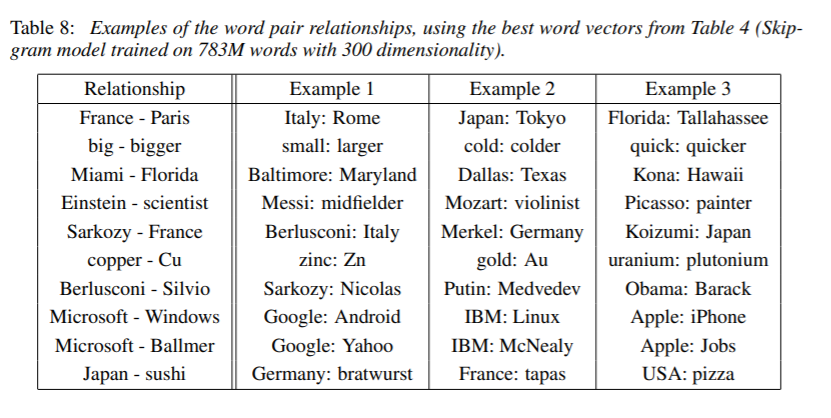 Table 8: Examples of the word pair relationships, using the best word vectors from Table 4 (Skip-
gram model trained on 783M words with 300 dimensionality).
Relationship Example 1 Example 2 Example 3
France - Paris Italy: Rome Japan: Tokyo Florida: Tallahassee
big - bigger small: larger cold: colder quick: quicker
Miami - Florida Baltimore: Maryland Dallas: Texas Kona: Hawaii
Einstein - scientist Messi: midfielder Mozart: violinist Picasso: painter
Sarkozy - France Berlusconi: Italy Merkel: Germany Koizumi: Japan
copper - Cu zinc: Zn gold: Au uranium: plutonium
Berlusconi - Silvio Sarkozy: Nicolas Putin: Medvedev Obama: Barack
Microsoft - Windows Google: Android IBM: Linux Apple: iPhone
Microsoft - Ballmer Google: Yahoo IBM: McNealy Apple: Jobs
Japan - sushi Germany: bratwurst France: tapas USA: pizza